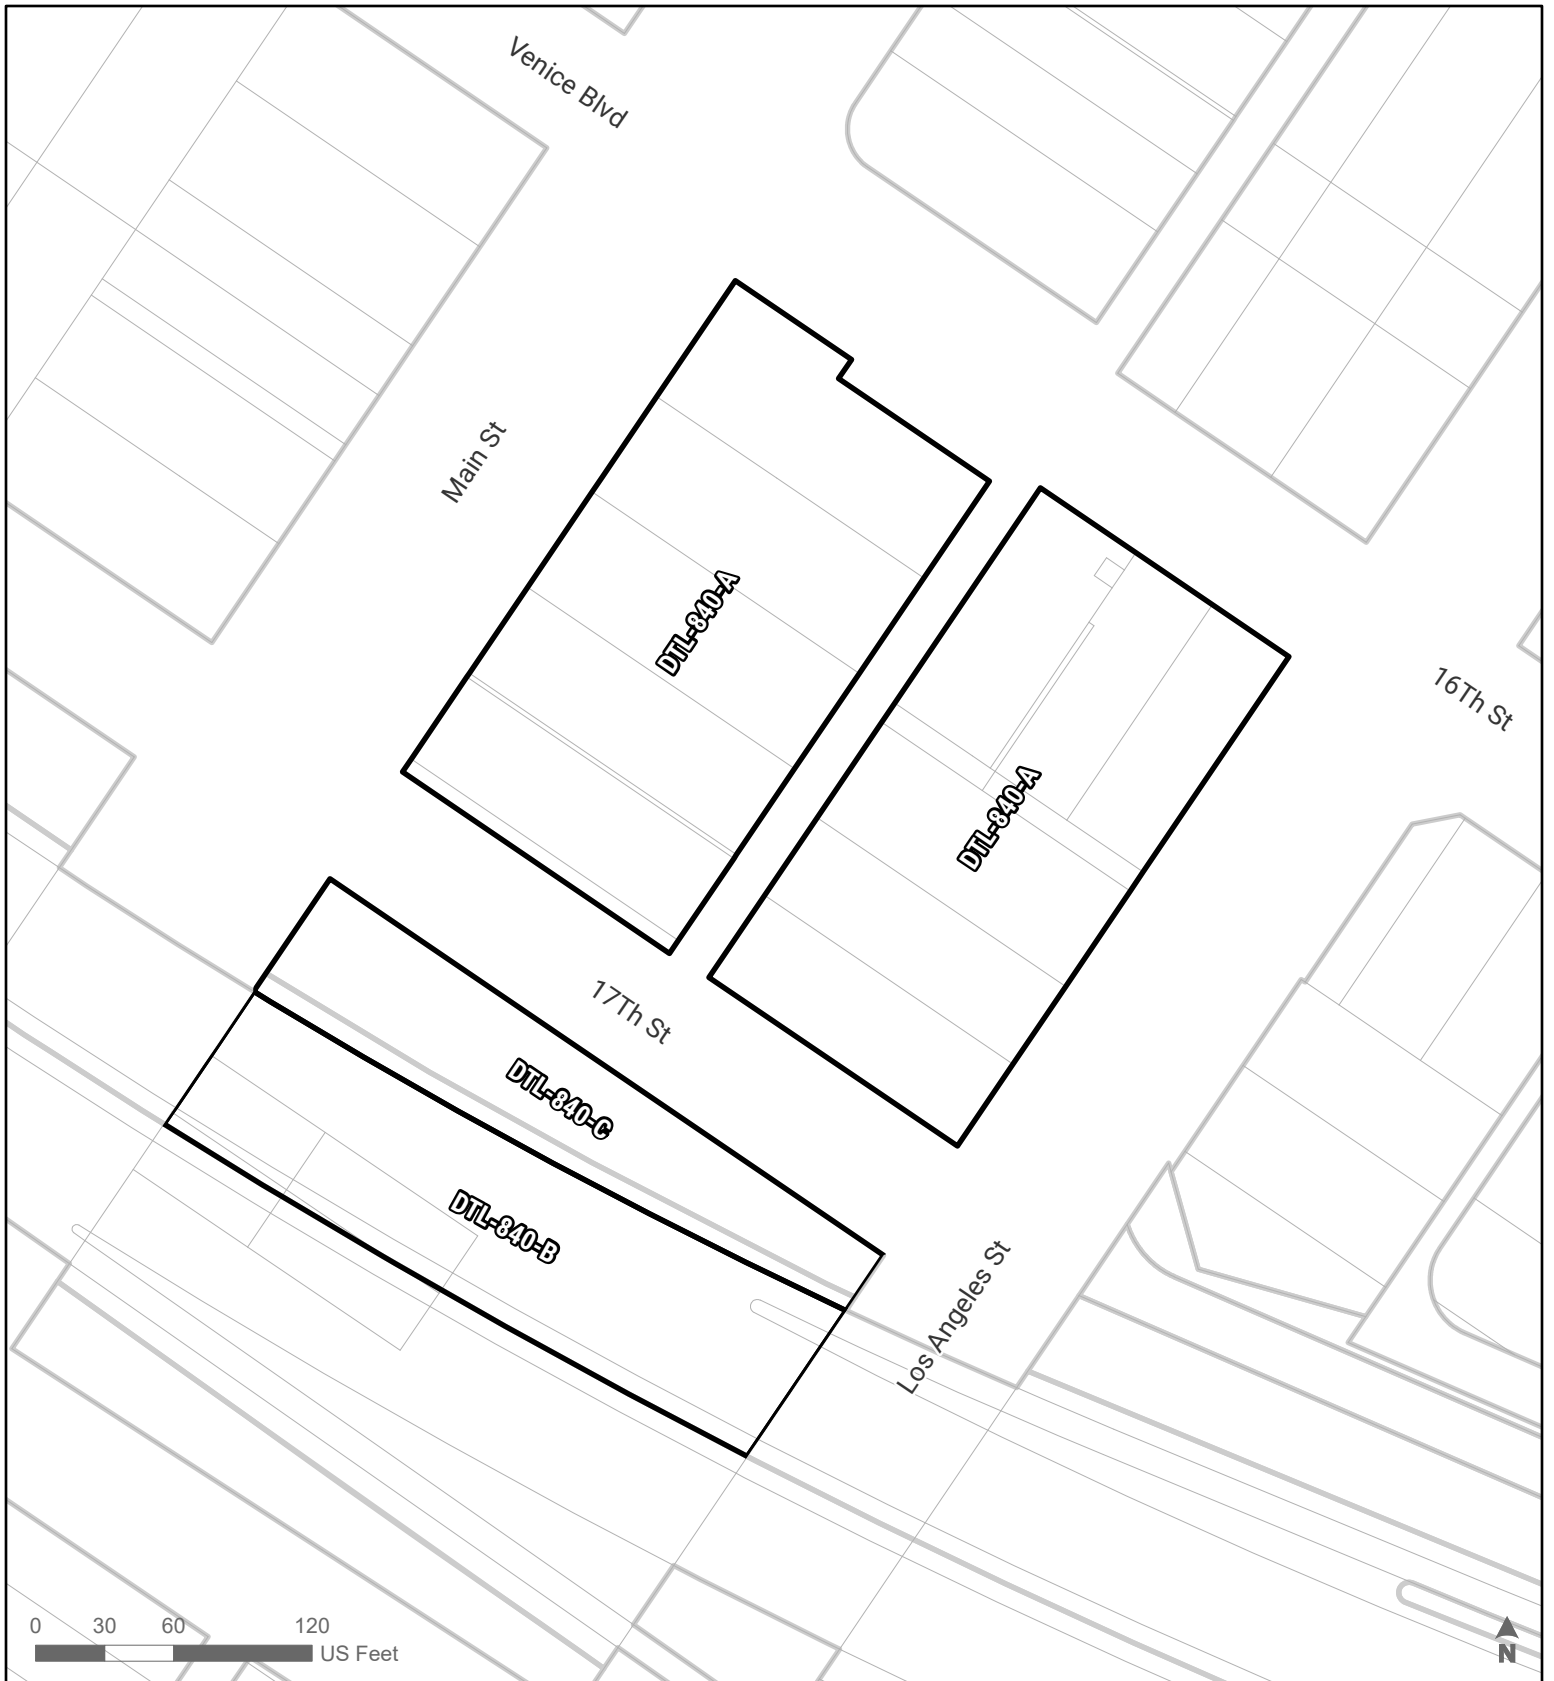 Venice Blvd
Main St
DTL-840-A
16Th St
DTL-840-A
17Th St
DTL-840-C
DTL-840-B
Los Angeles St
0 30 60 120
US Feet
N